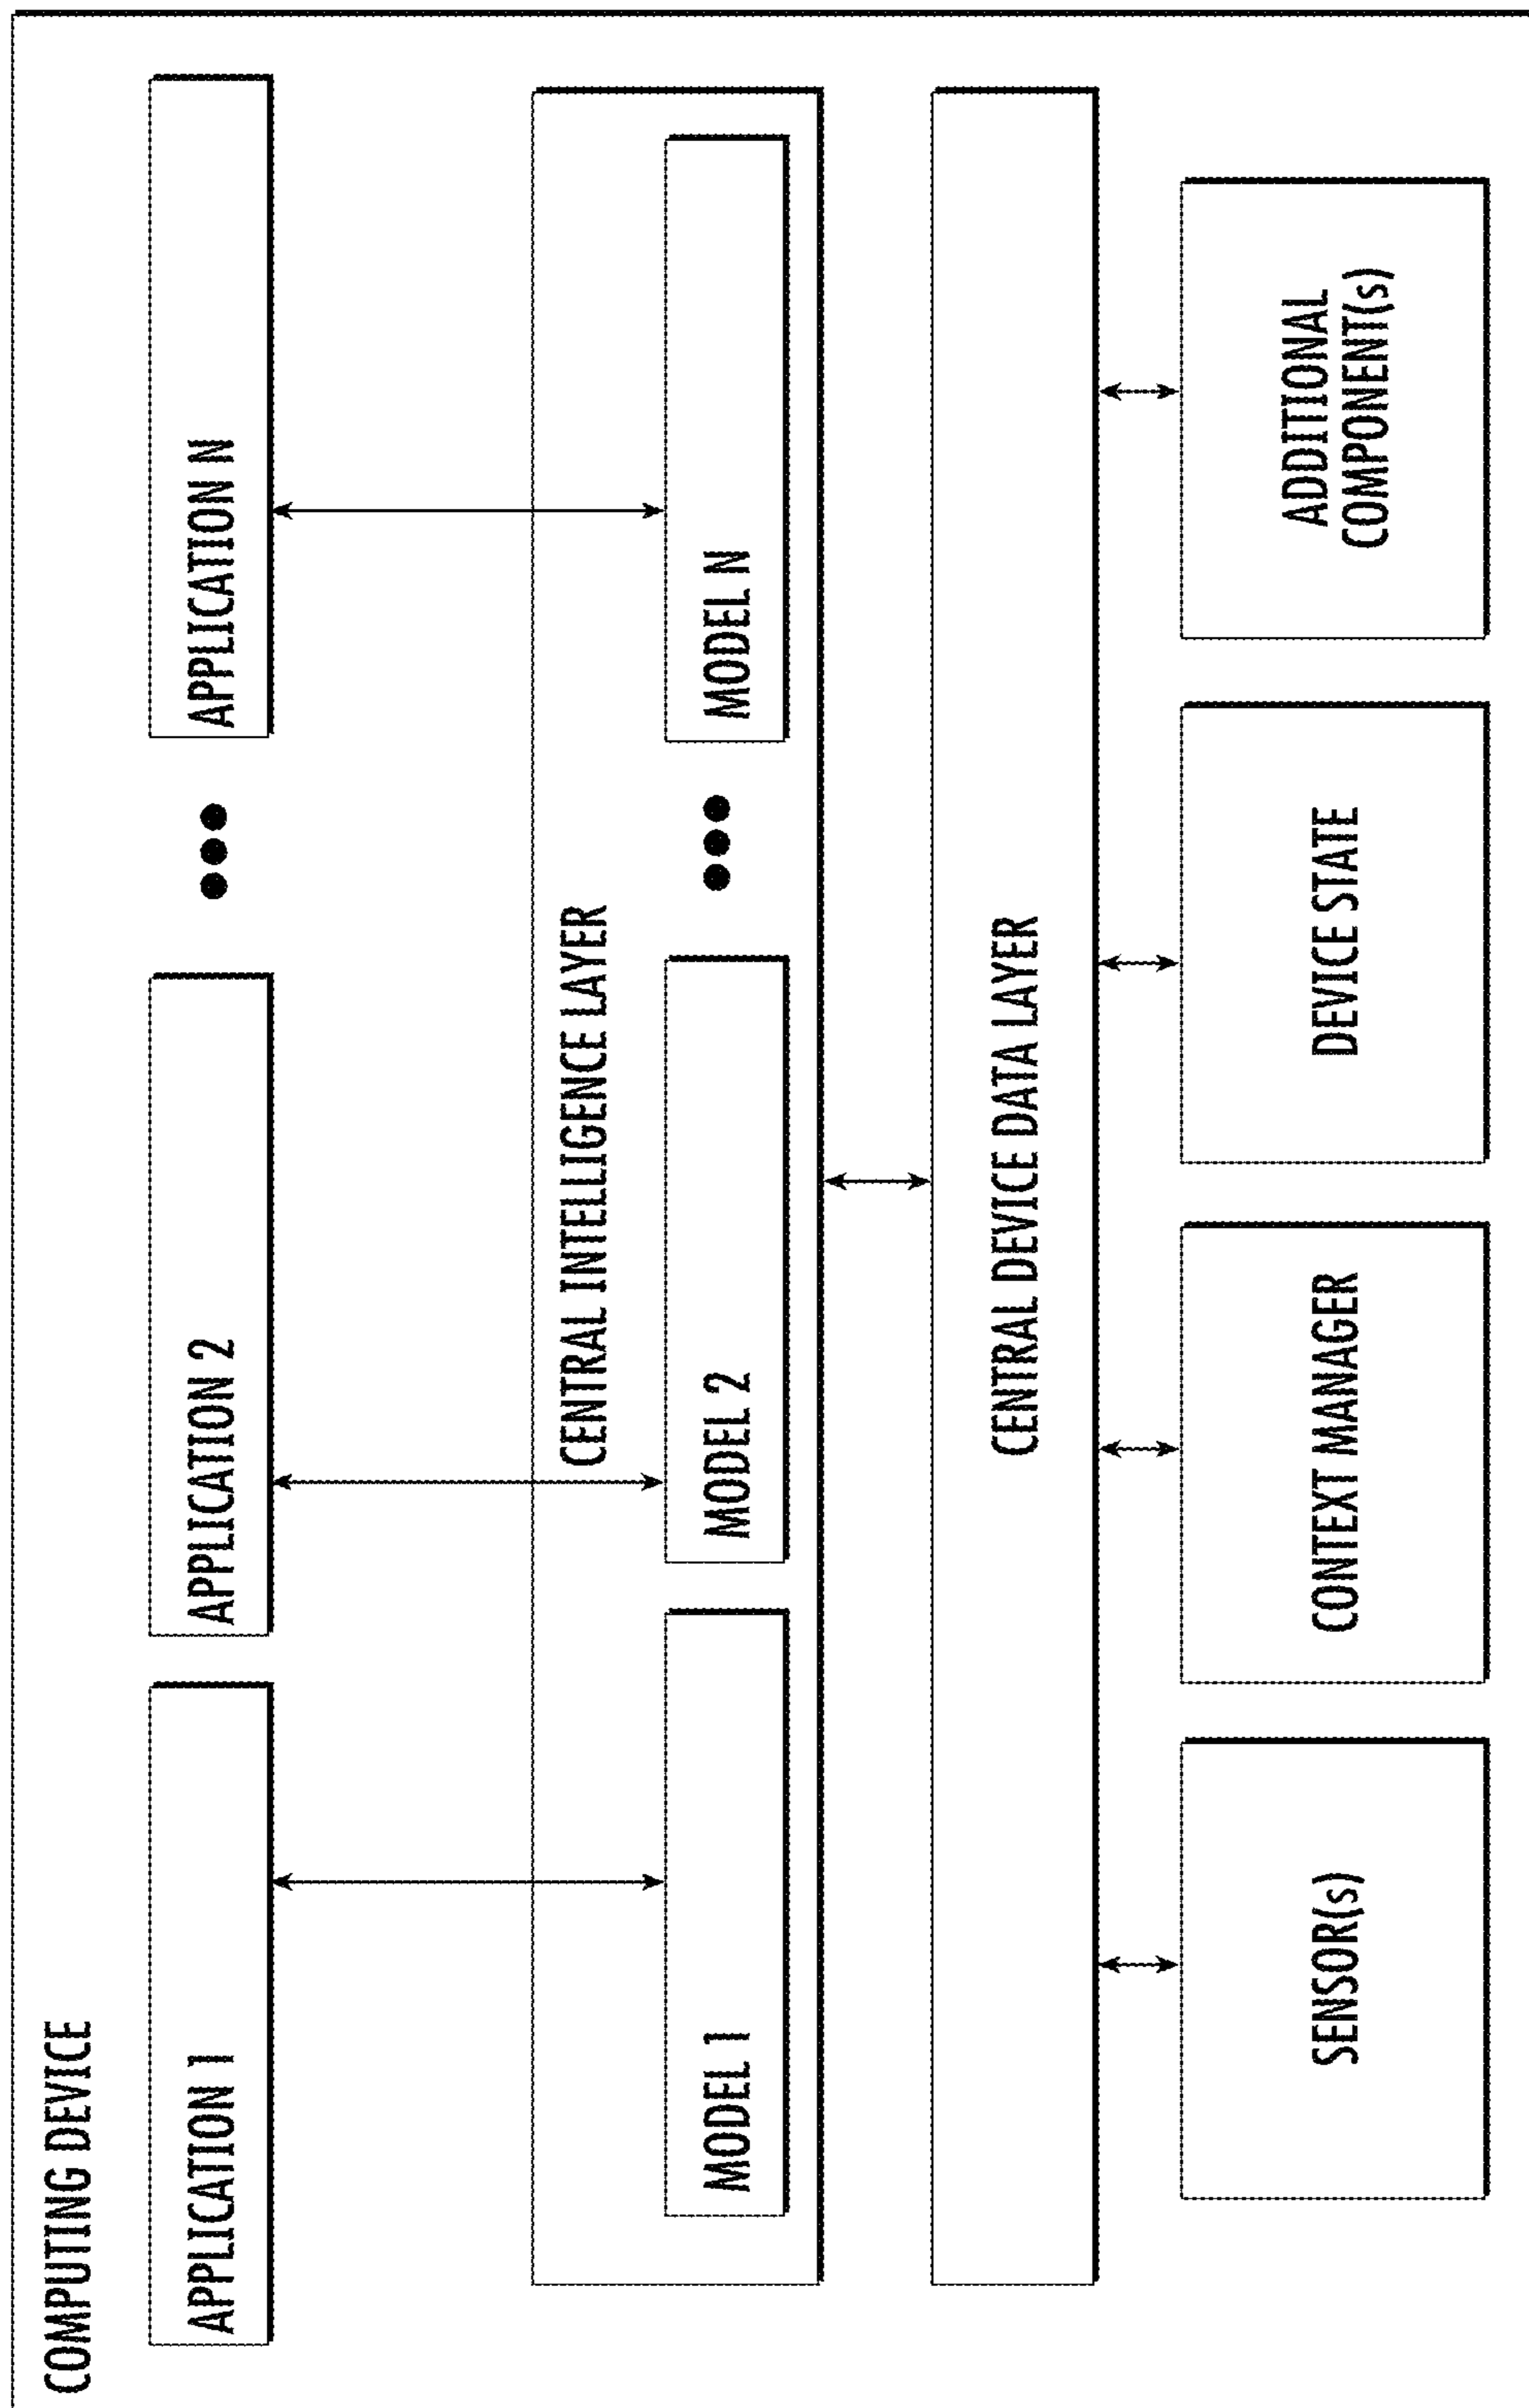 COMPUTING DEVICE
APPLICATION 1
APPLICATION 2
APPLICATION N
CENTRAL INTELLIGENCE LAYER
MODEL 1
MODEL 2
MODEL N
CENTRAL DEVICE DATA LAYER
SENSOR(s)
CONTEXT MANAGER
DEVICE STATE
ADDITIONAL
COMPONENT(s)